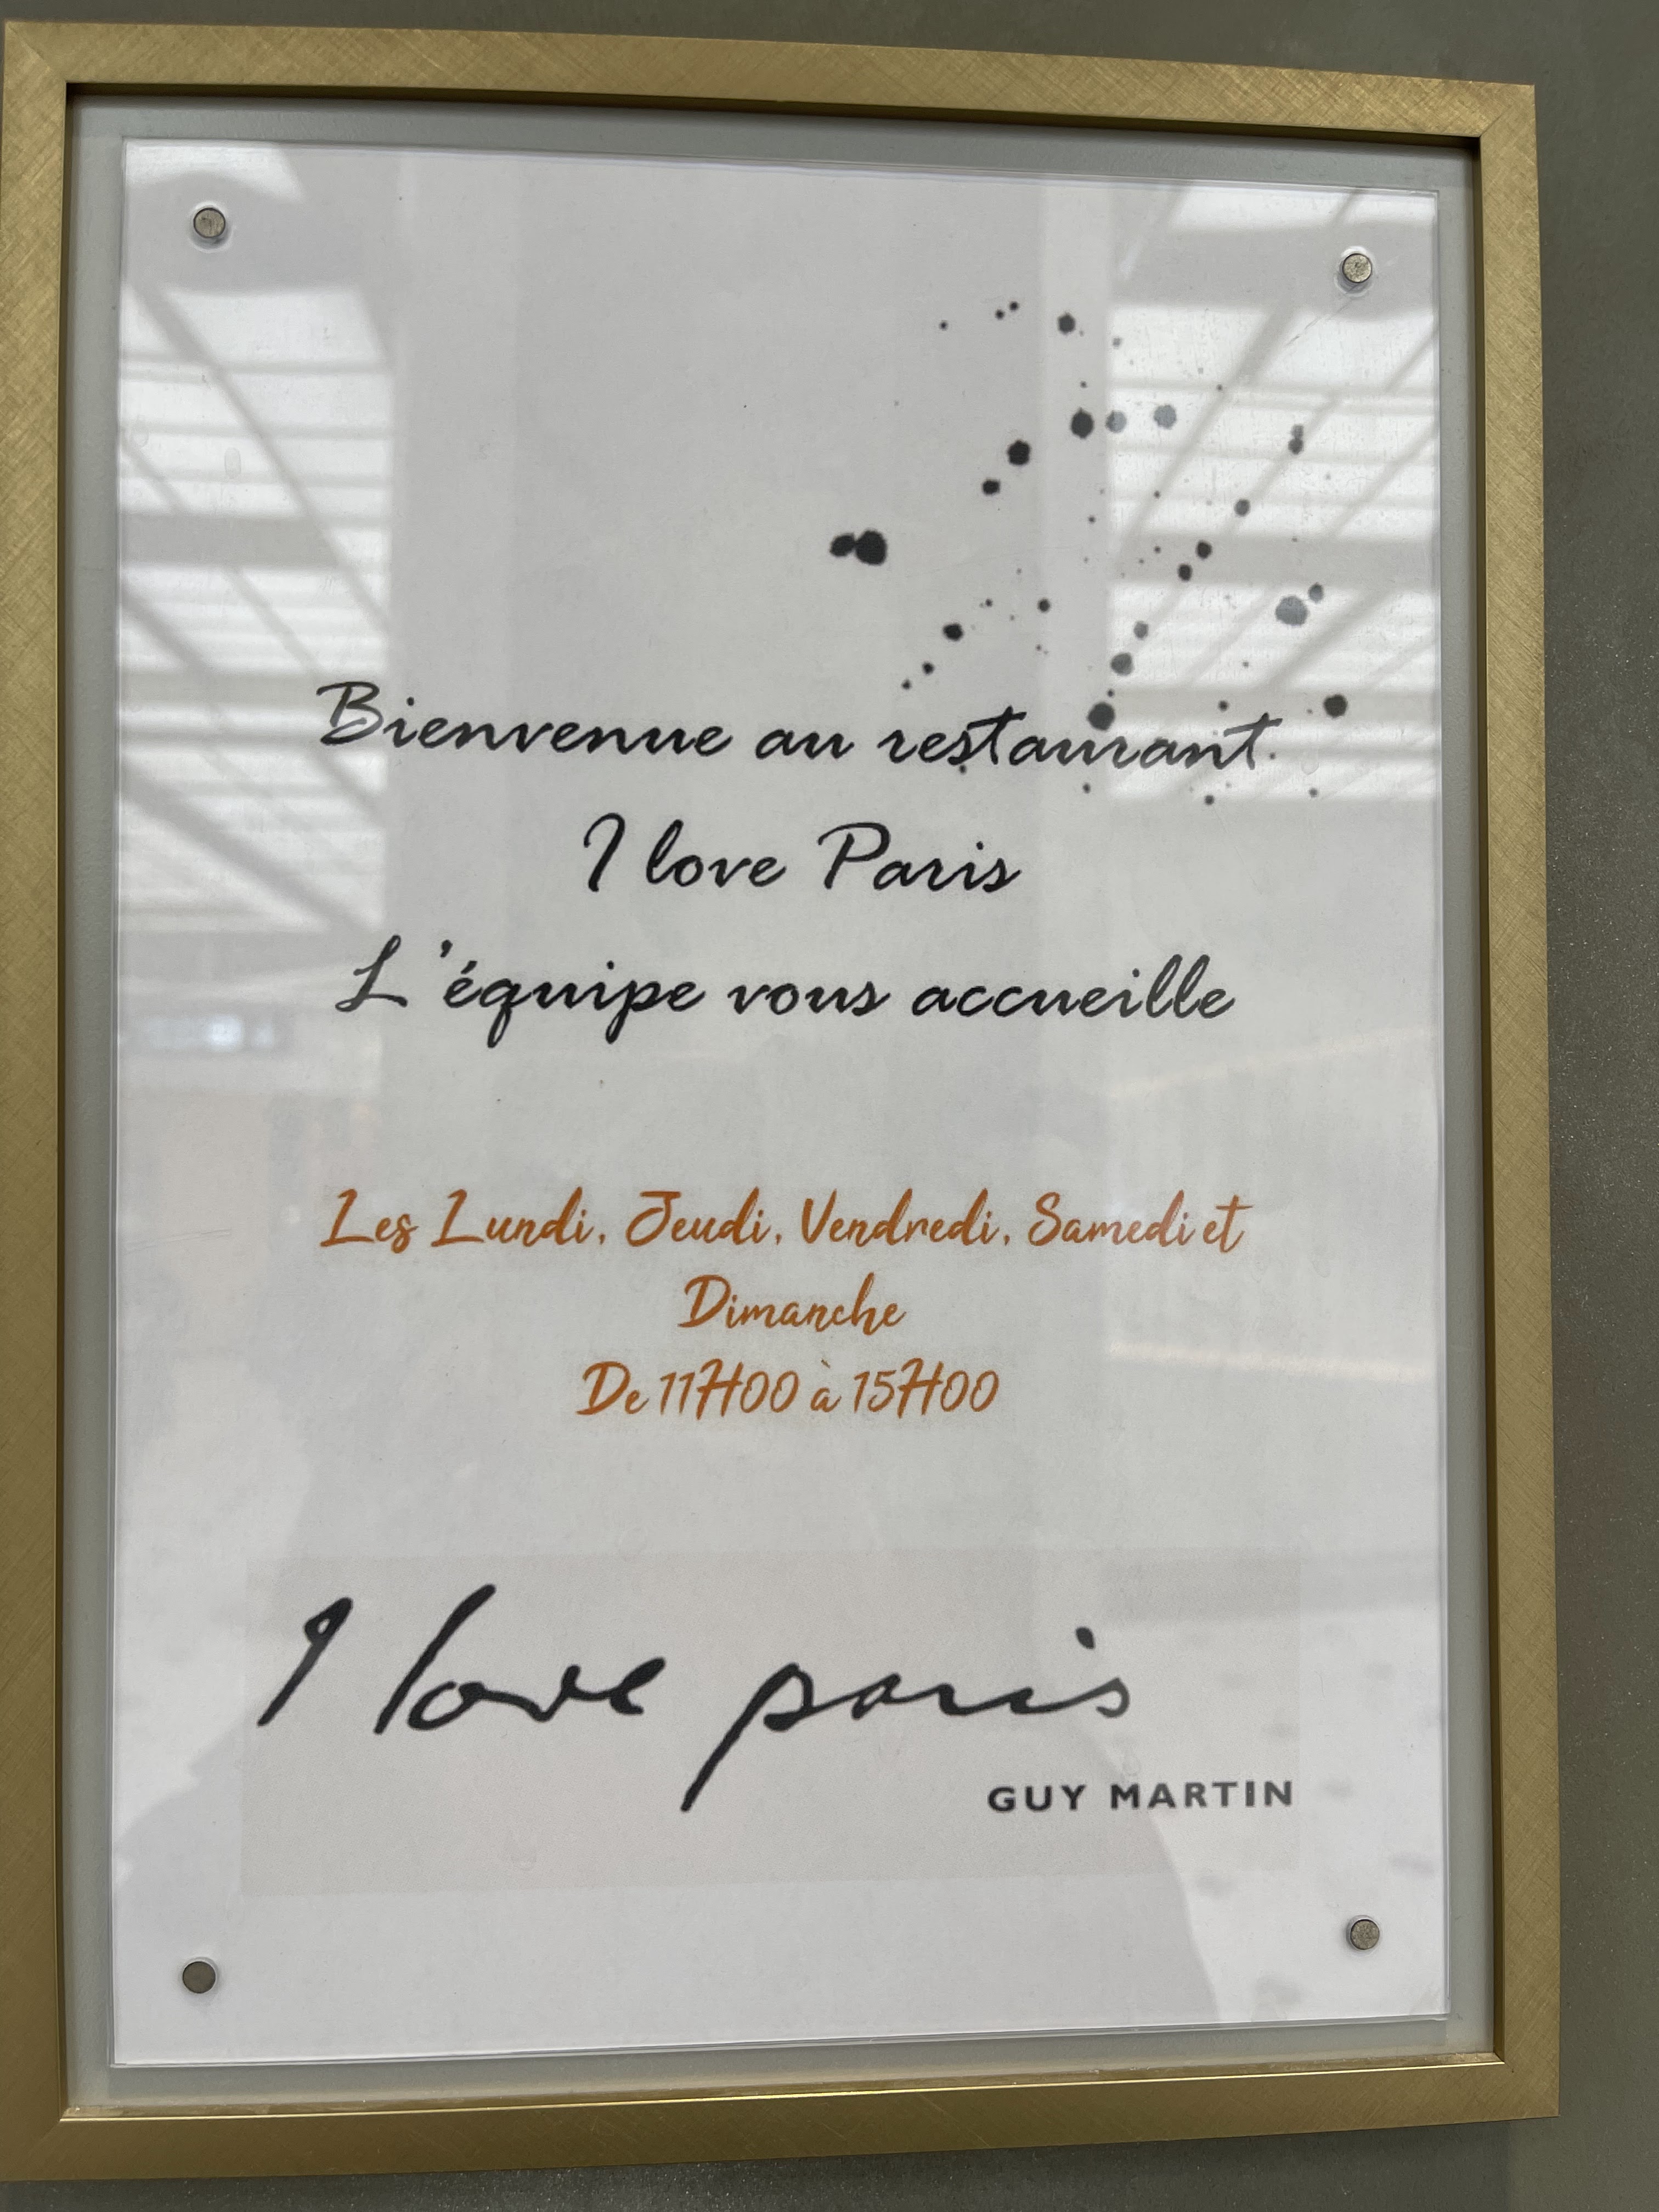 Bienvenue au restaurant
I love Paris
L'équipe vous accueille
Les Lundi, Jeudi, Vendredi, Samedi et
Dimanche
De 11H00 à 15H00
I love paris
GUY MARTIN